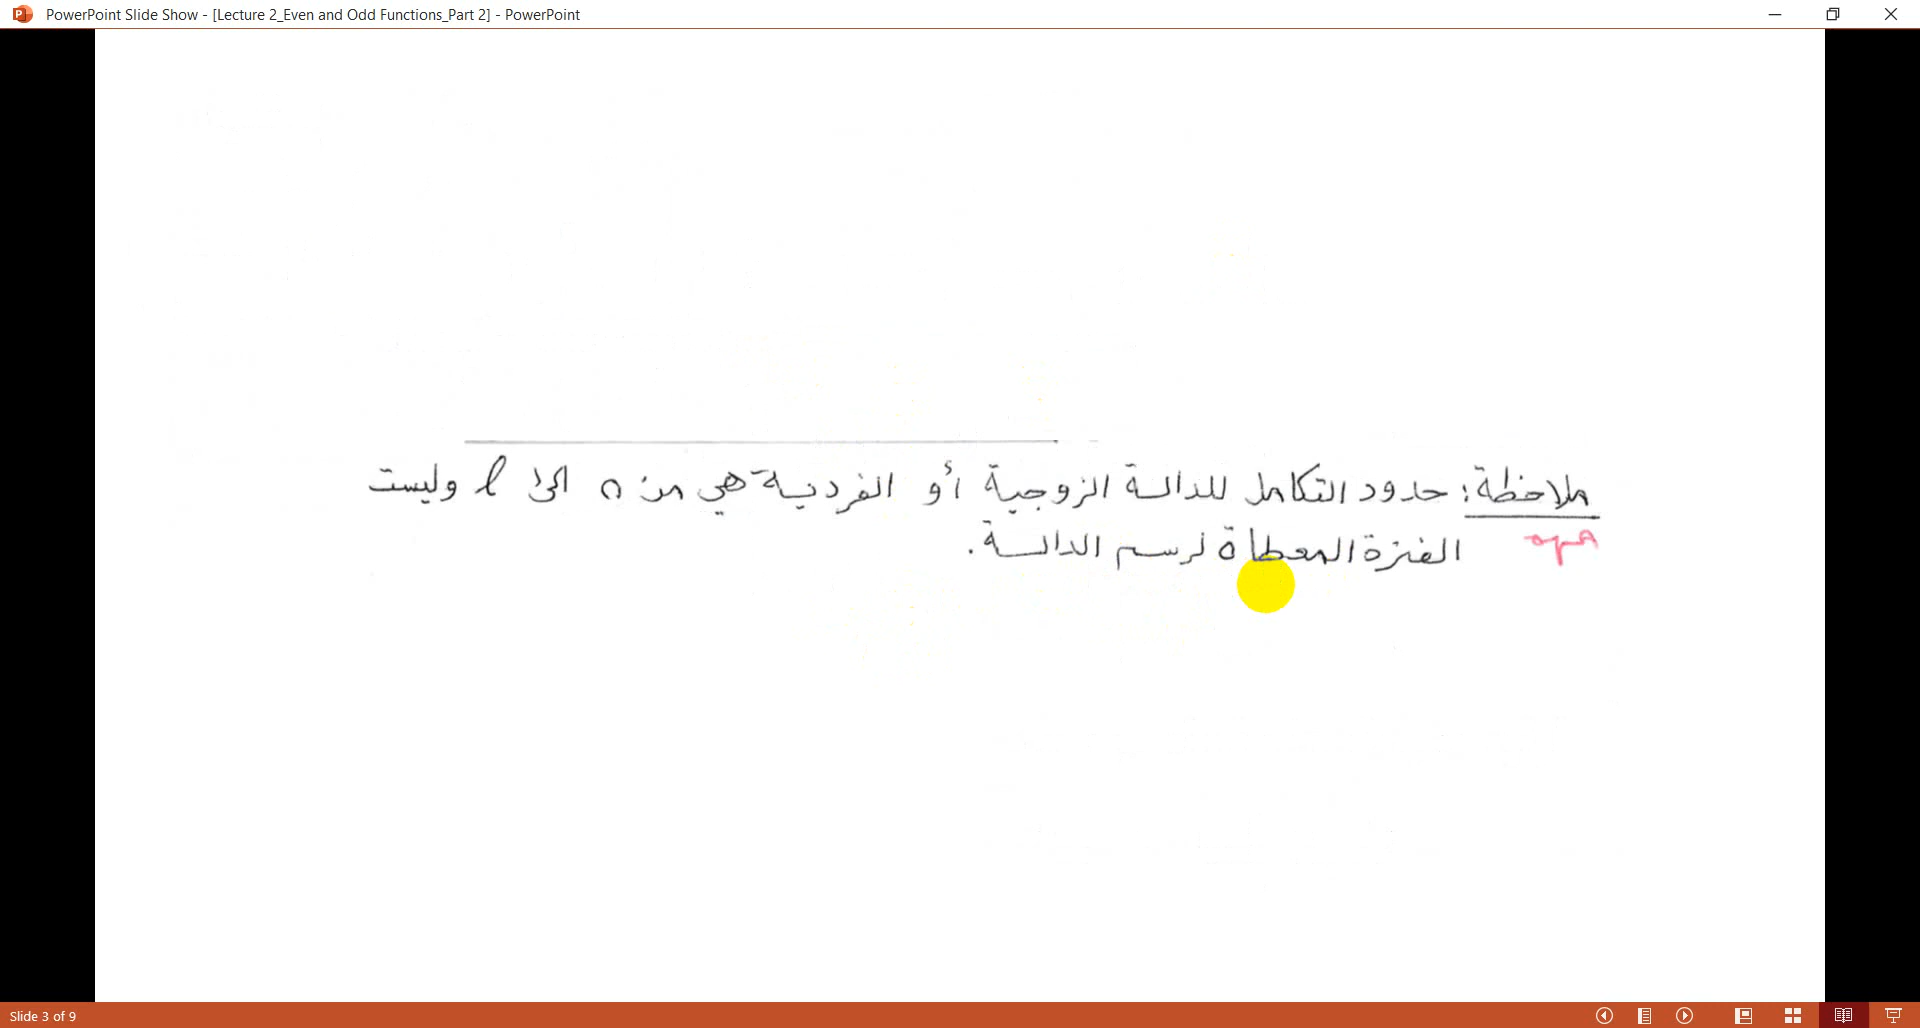 PowerPoint Slide Show - [Lecture 2_Even and Odd Functions_Part 2] - PowerPoint
ملاحظة: حدود التكامل للدالة الزوجية أو الفردية هي من 0 الى l وليست
مهم
الفترة المعطاة لرسم الدالة.
Slide 3 of 9